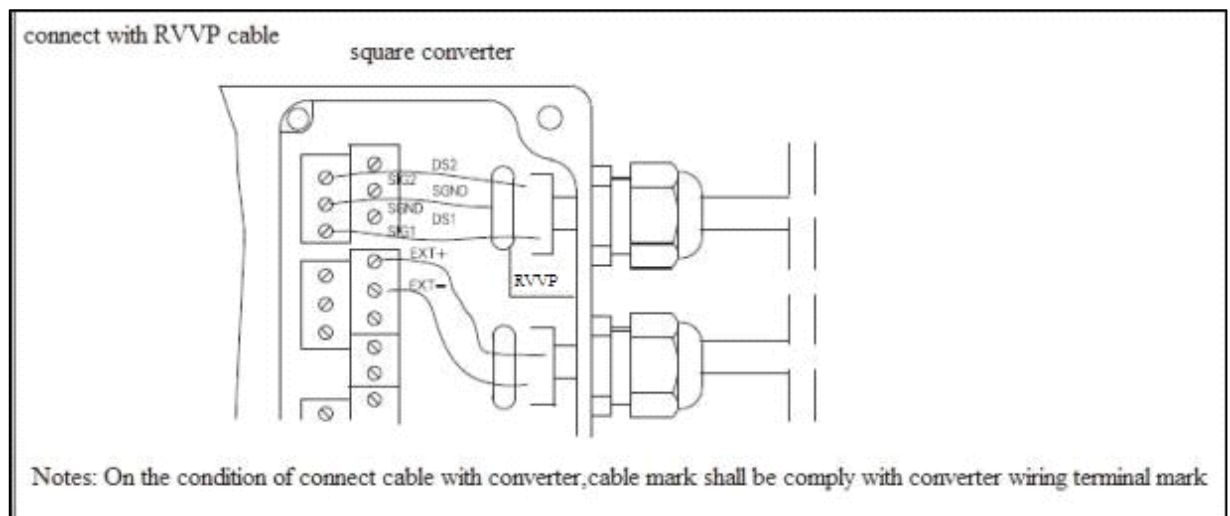 connect with RVVP cable
square converter
DS2
SIG2
SGND
SGND
DS1
SIG1
EXT+
EXT-
RVVP
Notes: On the condition of connect cable with converter,cable mark shall be comply with converter wiring terminal mark